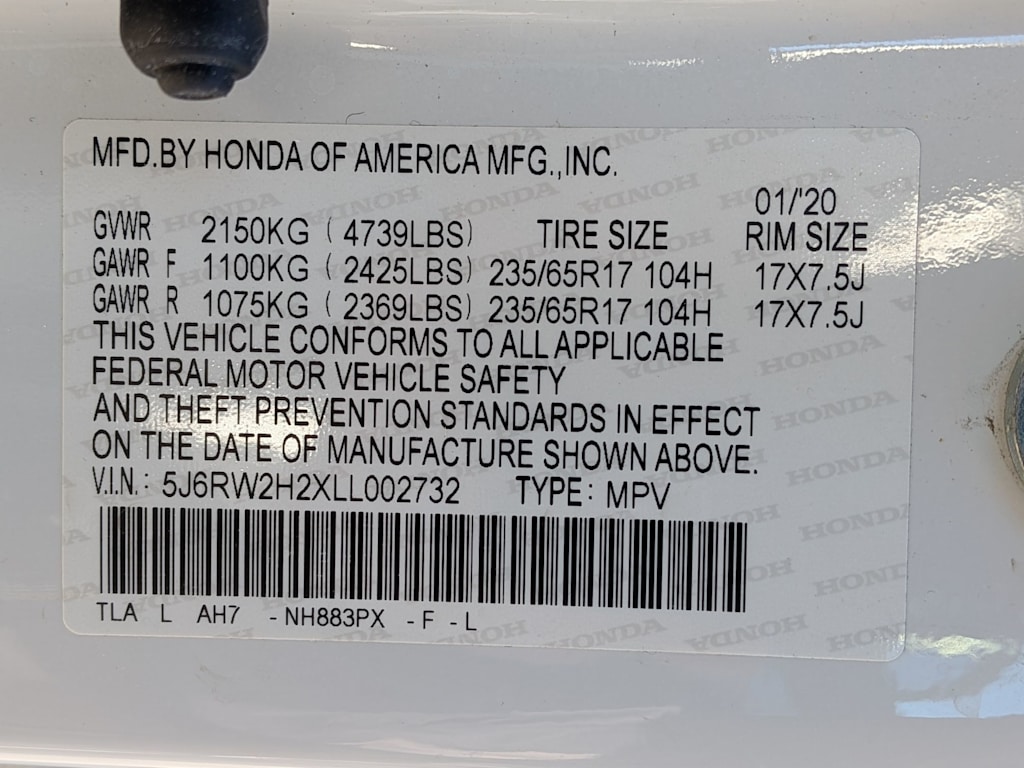 MFD.BY HONDA OF AMERICA MFG.,INC.
01/'20
GVWR 2150KG (4739LBS) TIRE SIZE RIM SIZE
GAWR F 1100KG (2425LBS) 235/65R17 104H 17X7.5J
GAWR R 1075KG (2369LBS) 235/65R17 104H 17X7.5J
THIS VEHICLE CONFORMS TO ALL APPLICABLE
FEDERAL MOTOR VEHICLE SAFETY
AND THEFT PREVENTION STANDARDS IN EFFECT
ON THE DATE OF MANUFACTURE SHOWN ABOVE.
V.I.N.: 5J6RW2H2XLL002732 TYPE: MPV
TLA L AH7 -NH883PX -F -L